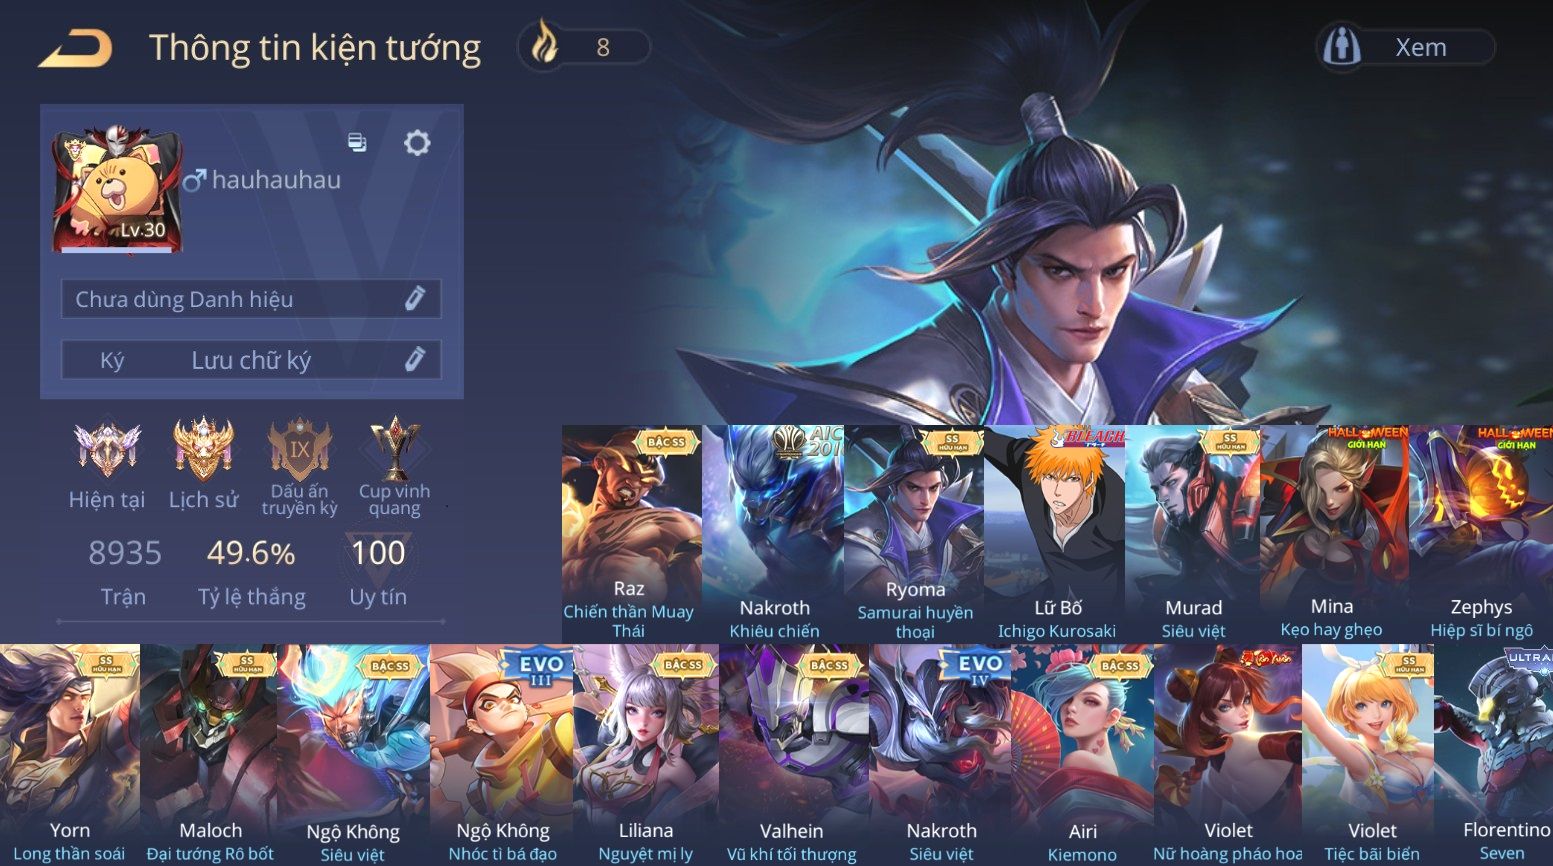 Thông tin kiện tướng
8
Xem
Lv.30
hauhauhau
Chưa dùng Danh hiệu
Ký Lưu chữ ký
IX
Hiện tại
Lịch sử
Dấu ấn
truyền kỳ
Cup vinh
quang
8935
49.6%
100
Trận
Tỷ lệ thắng
Uy tín
BẬC SS
Raz
Chiến thần Muay
Thái
AIC
Nakroth
Khiêu chiến
SS
HỮU HẠN
Ryoma
Samurai huyền
thoại
BLEACH
Lữ Bố
Ichigo Kurosaki
SS
HỮU HẠN
Murad
Siêu việt
HALLOWEEN
GIỚI HẠN
Mina
Kẹo hay ghẹo
HALLOWEEN
GIỚI HẠN
Zephys
Hiệp sĩ bí ngô
SS
HỮU HẠN
Yorn
Long thần soái
SS
HỮU HẠN
Maloch
Đại tướng Rô bốt
BẬC SS
Ngộ Không
Siêu việt
EVO
III
Ngộ Không
Nhóc tì bá đạo
BẬC SS
Liliana
Nguyệt mị ly
BẬC SS
Valhein
Vũ khí tối thượng
EVO
IV
Nakroth
Siêu việt
BẬC SS
Airi
Kiemono
Violet
Nữ hoàng pháo hoa
SS
HỮU HẠN
Violet
Tiệc bãi biển
ULTRA
Florentino
Seven